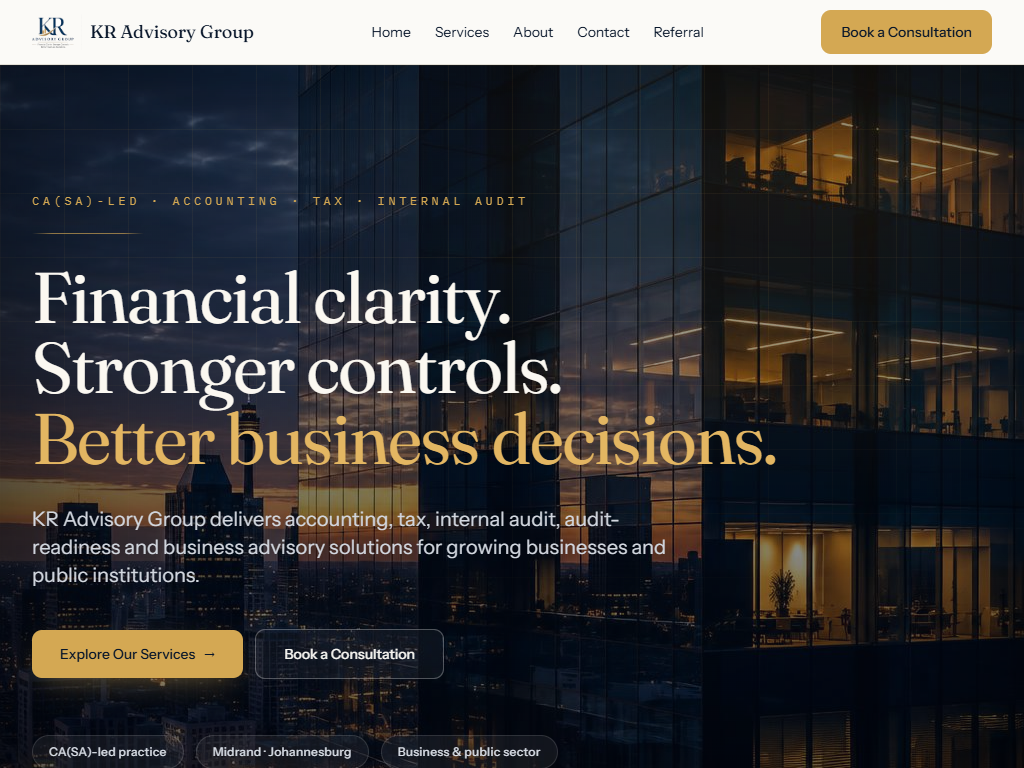 KR
ADVISORY GROUP
KR Advisory Group
Home
Services
About
Contact
Referral
Book a Consultation
CA(SA)-LED · ACCOUNTING · TAX · INTERNAL AUDIT
Financial clarity.
Stronger controls.
Better business decisions.
KR Advisory Group delivers accounting, tax, internal audit, audit-
readiness and business advisory solutions for growing businesses and
public institutions.
Explore Our Services →
Book a Consultation
CA(SA)-led practice
Midrand · Johannesburg
Business & public sector